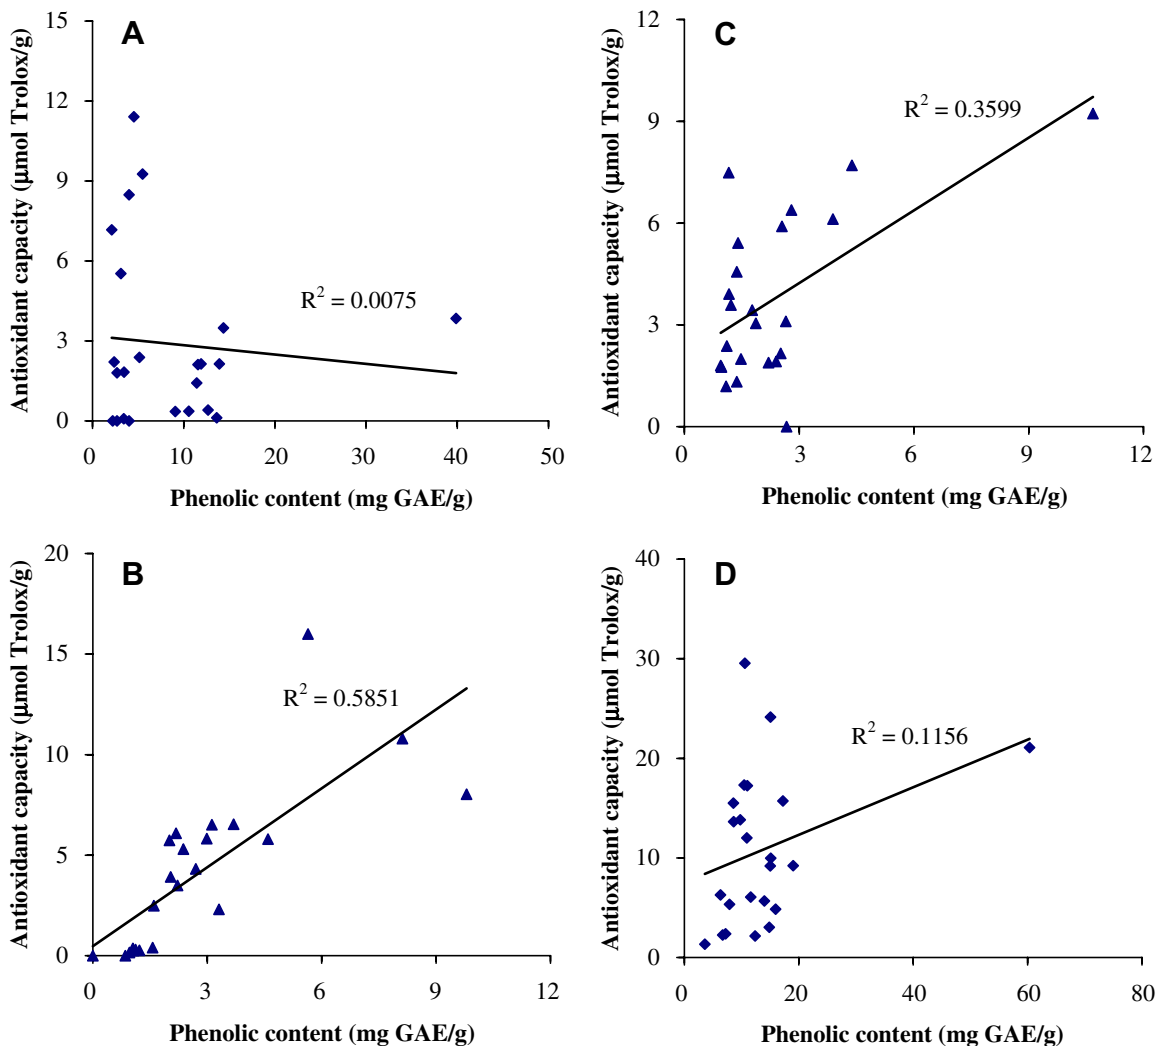 A
15
12
9
6
3
0
R² = 0.0075
0 10 20 30 40 50
Phenolic content (mg GAE/g)
Antioxidant capacity (μmol Trolox/g)
C
12
9
6
3
0
R² = 0.3599
0 3 6 9 12
Phenolic content (mg GAE/g)
Antioxidant capacity (μmol Trolox/g)
B
20
15
10
5
0
R² = 0.5851
0 3 6 9 12
Phenolic content (mg GAE/g)
Antioxidant capacity (μmol Trolox/g)
D
40
30
20
10
0
R² = 0.1156
0 20 40 60 80
Phenolic content (mg GAE/g)
Antioxidant capacity (μmol Trolox/g)